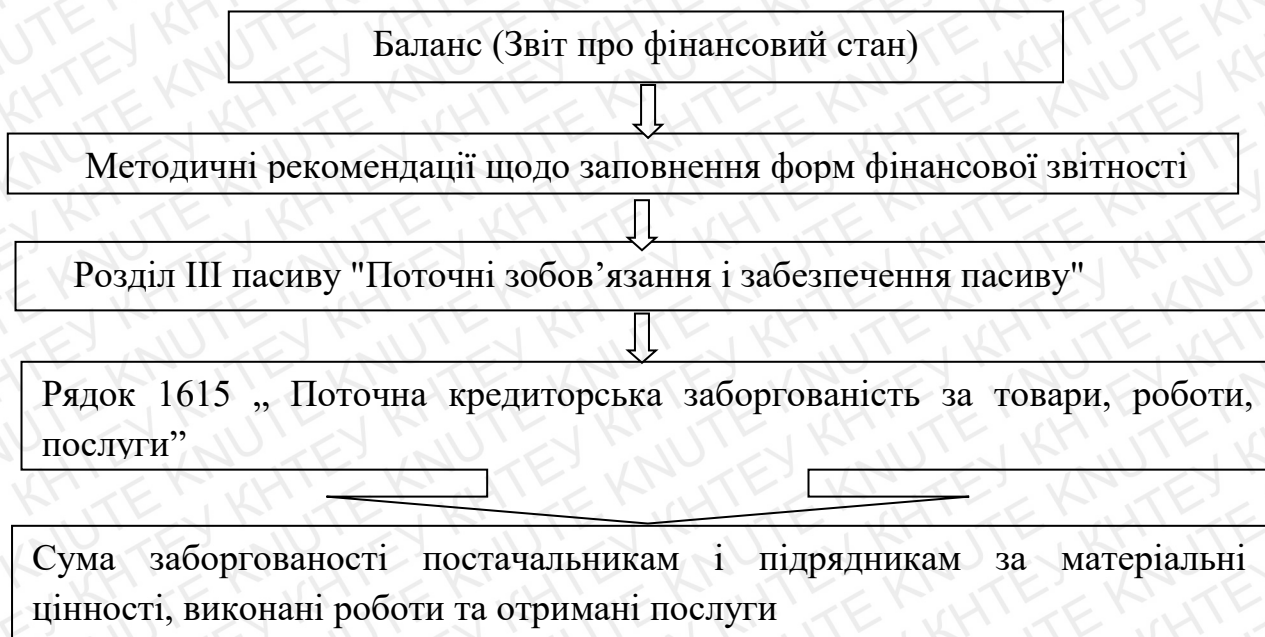 Баланс (Звіт про фінансовий стан)
Методичні рекомендації щодо заповнення форм фінансової звітності
Розділ III пасиву "Поточні зобов’язання і забезпечення пасиву"
Рядок 1615 „ Поточна кредиторська заборгованість за товари, роботи,
послуги”
Сума заборгованості постачальникам і підрядникам за матеріальні
цінності, виконані роботи та отримані послуги